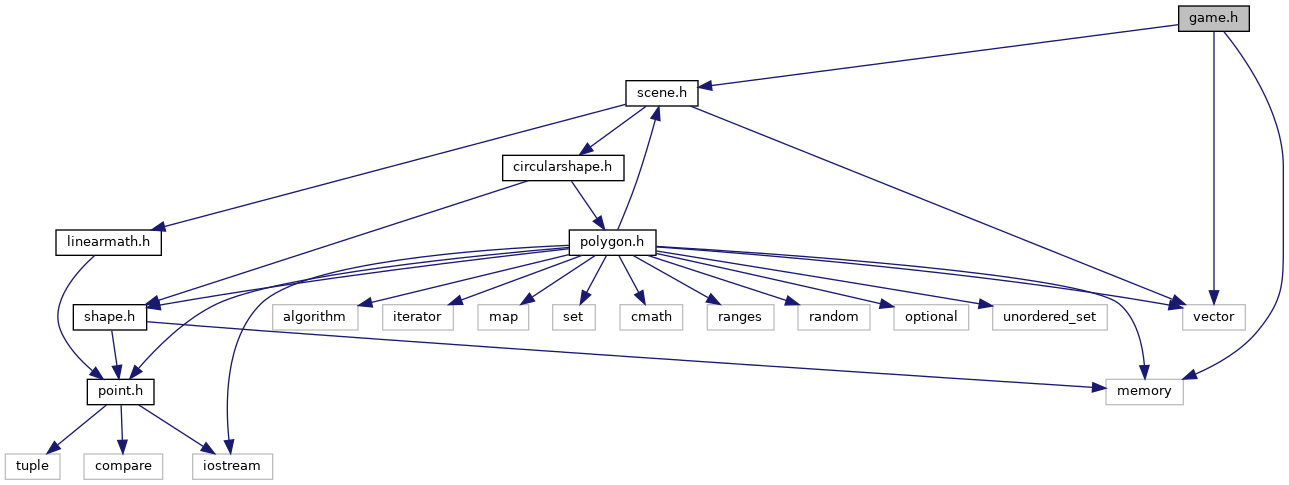 game.h
scene.h
circularshape.h
linearmath.h
polygon.h
shape.h
algorithm
iterator
map
set
cmath
ranges
random
optional
unordered_set
vector
point.h
memory
tuple
compare
iostream